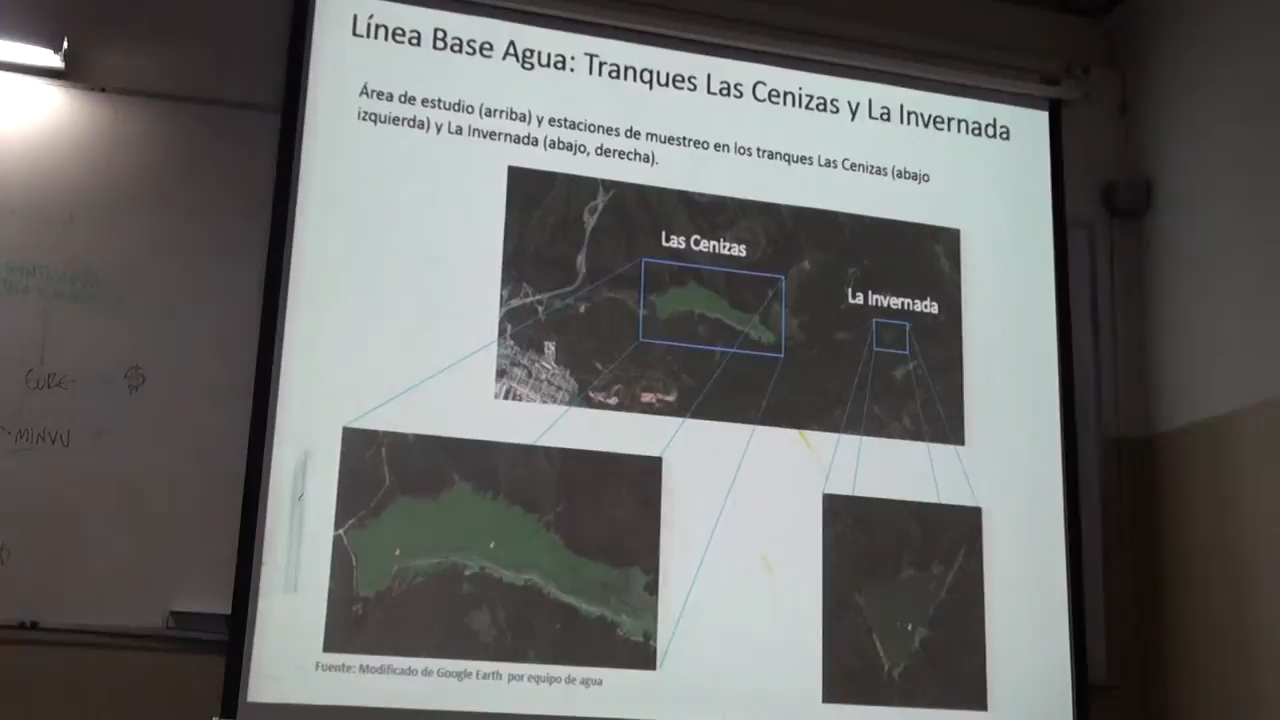 Línea Base Agua: Tranques Las Cenizas y La Invernada
Área de estudio (arriba) y estaciones de muestreo en los tranques Las Cenizas (abajo
izquierda) y La Invernada (abajo, derecha).
Las Cenizas
La Invernada
Fuente: Modificado de Google Earth por equipo de agua
MINVU